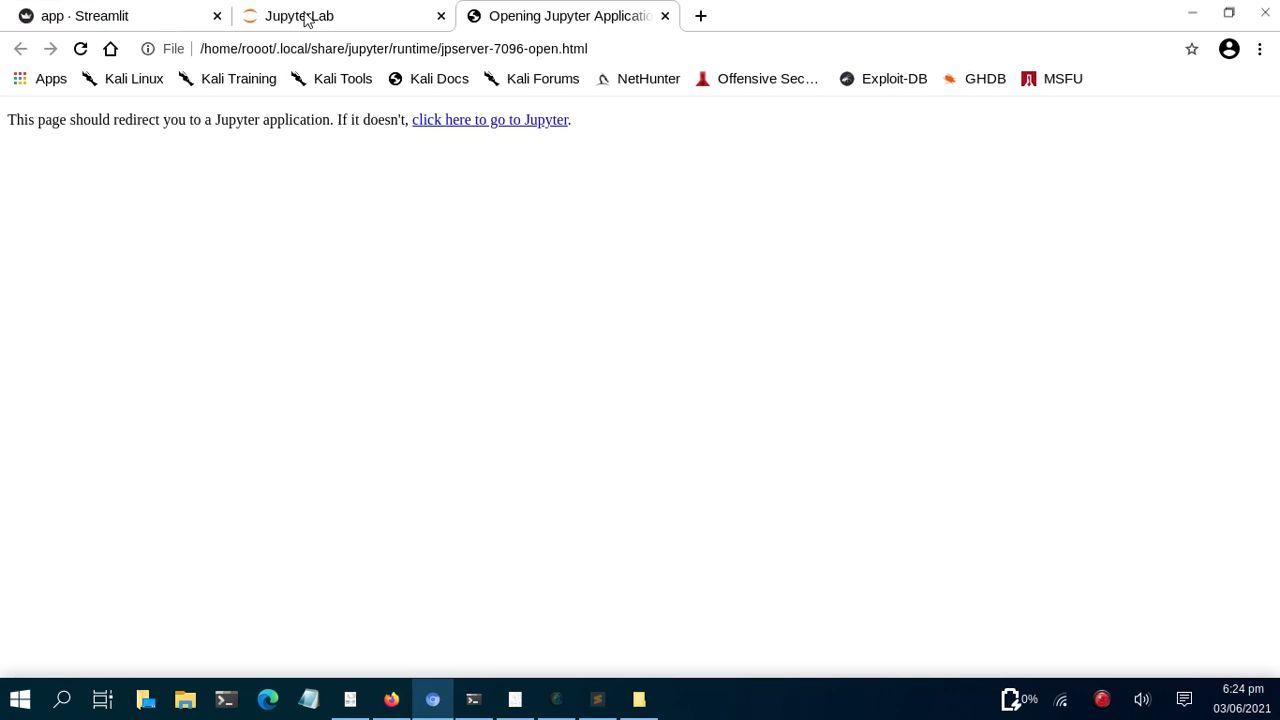 app · Streamlit
JupyterLab
Opening Jupyter Applicatio
File
/home/rooot/.local/share/jupyter/runtime/jpserver-7096-open.html
Apps
Kali Linux
Kali Training
Kali Tools
Kali Docs
Kali Forums
NetHunter
Offensive Sec…
Exploit-DB
GHDB
MSFU
This page should redirect you to a Jupyter application. If it doesn't, click here to go to Jupyter.
0%
6:24 pm
03/06/2021